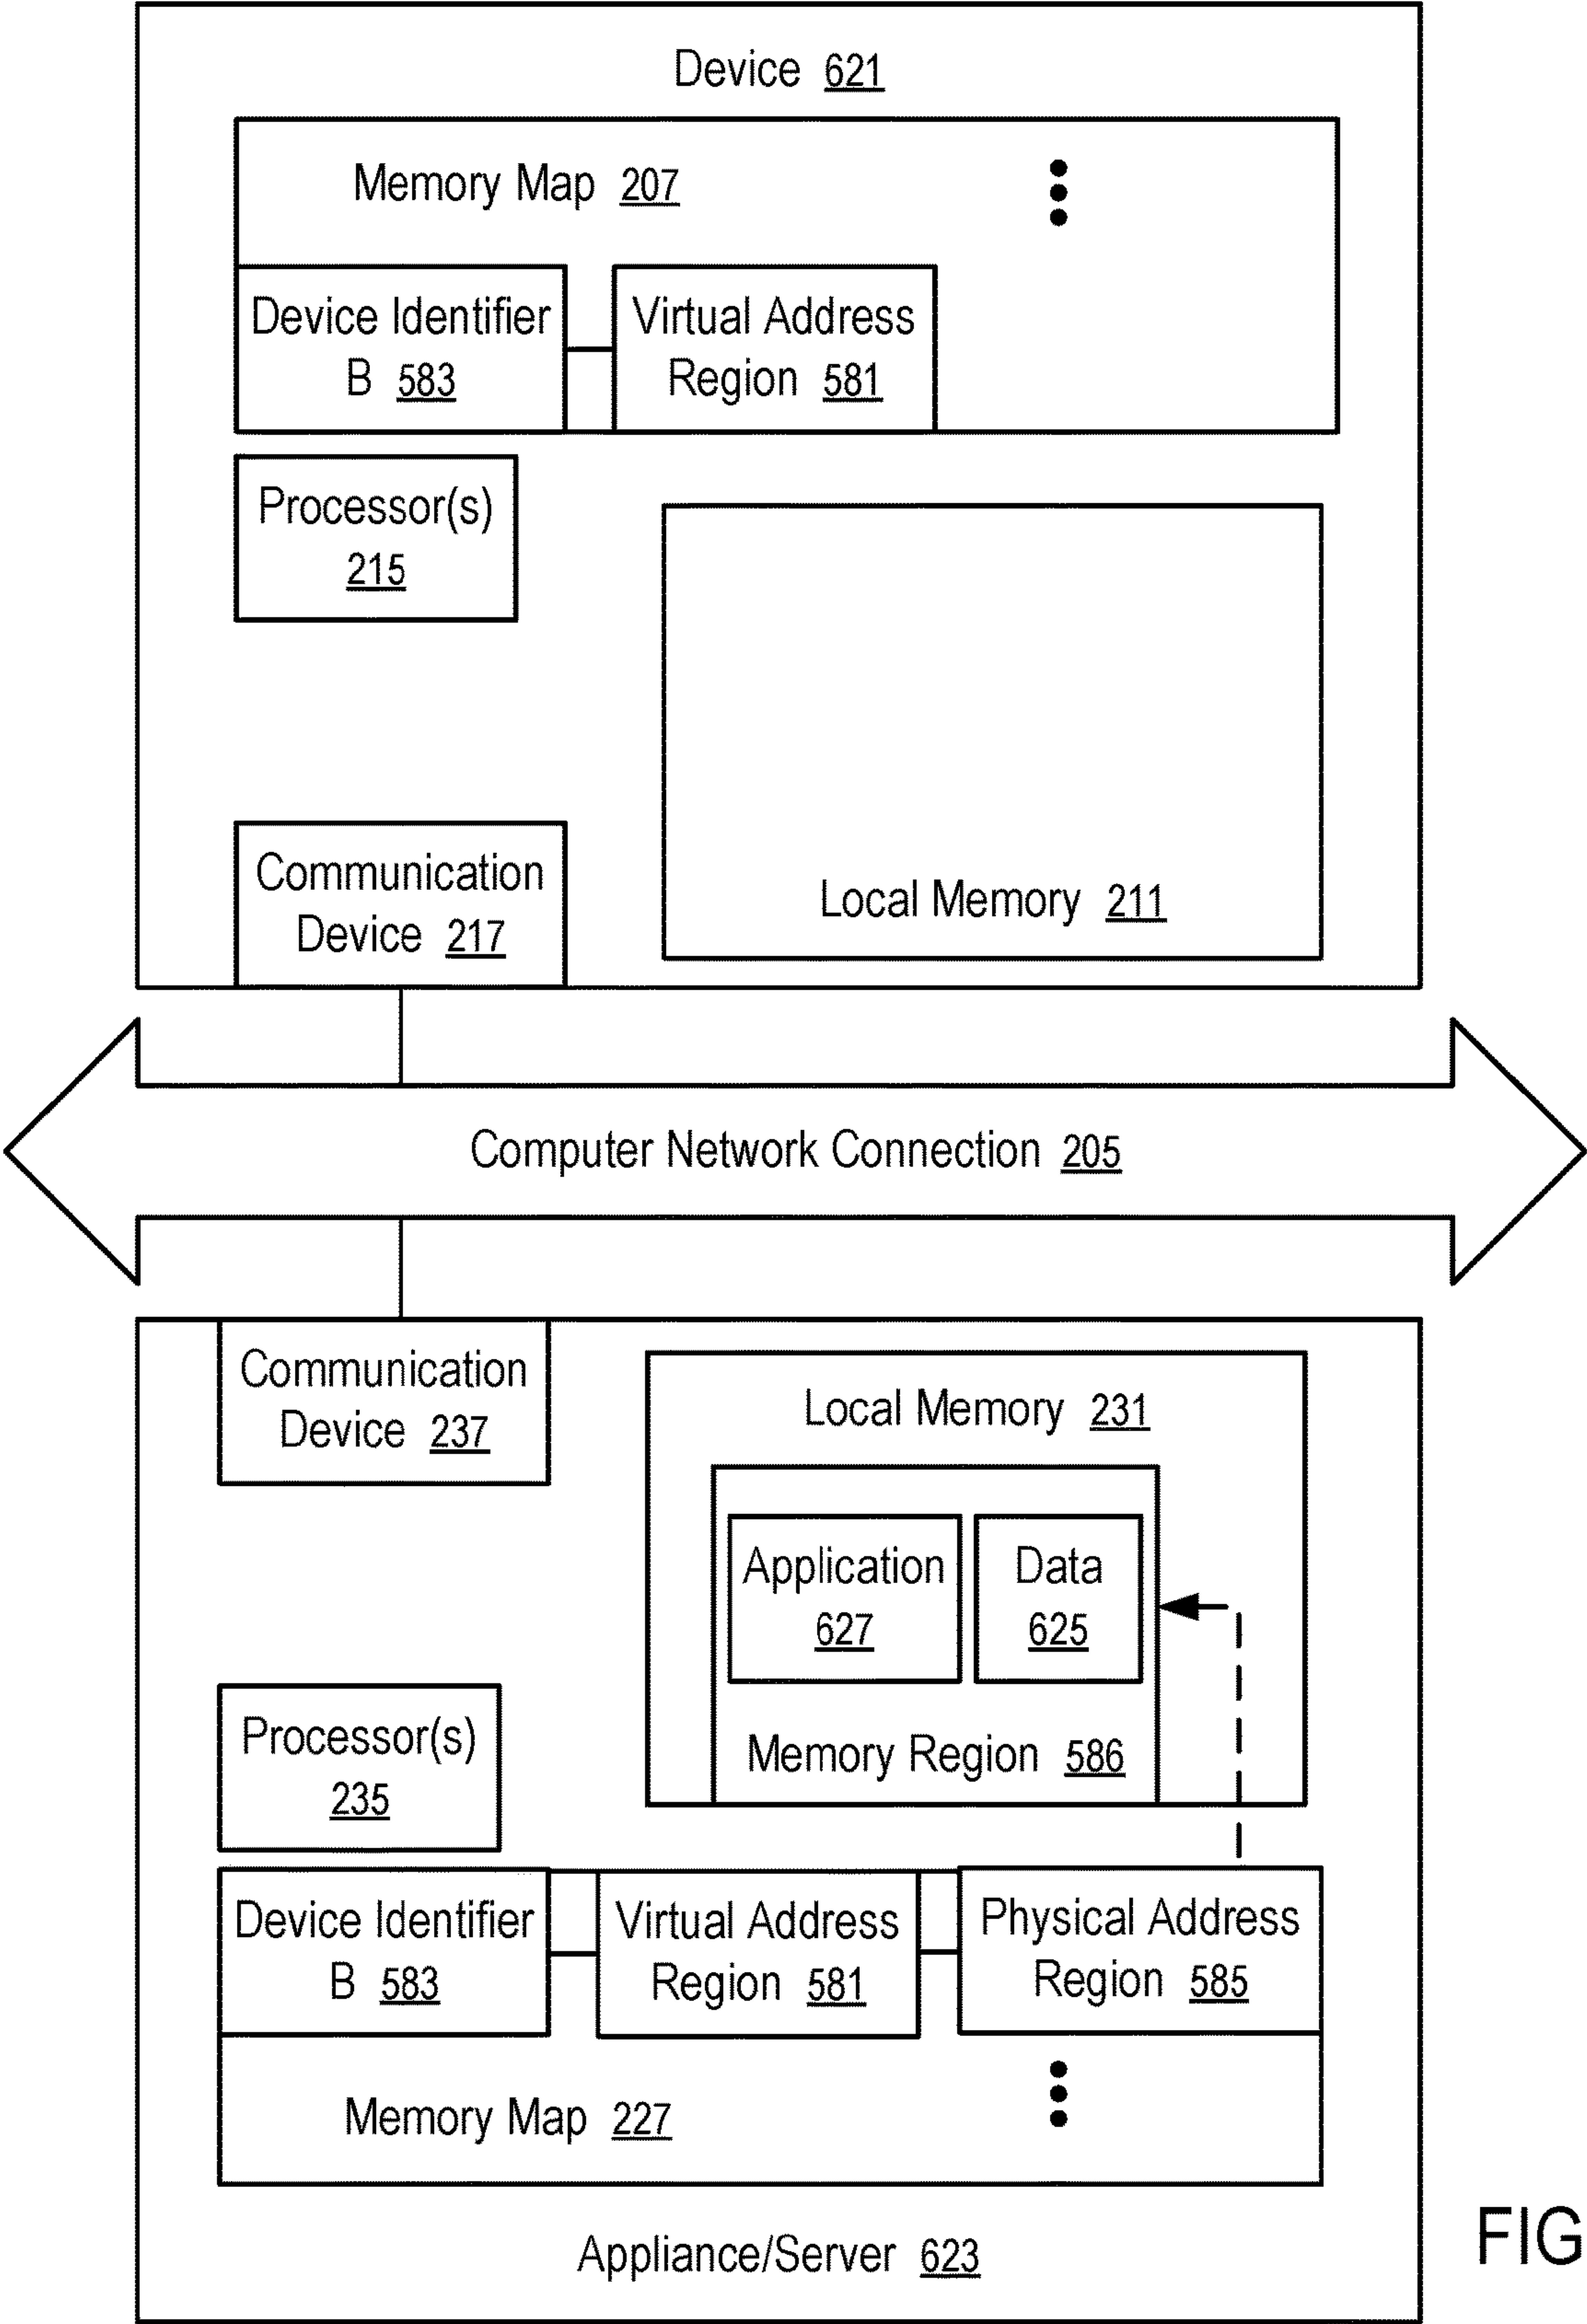 Device 621
Memory Map 207
Device Identifier
B 583
Virtual Address
Region 581
Processor(s)
215
Communication
Device 217
Local Memory 211
Computer Network Connection 205
Communication
Device 237
Local Memory 231
Application
627
Data
625
Memory Region 586
Processor(s)
235
Device Identifier
B 583
Virtual Address
Region 581
Physical Address
Region 585
Memory Map 227
Appliance/Server 623
FIG